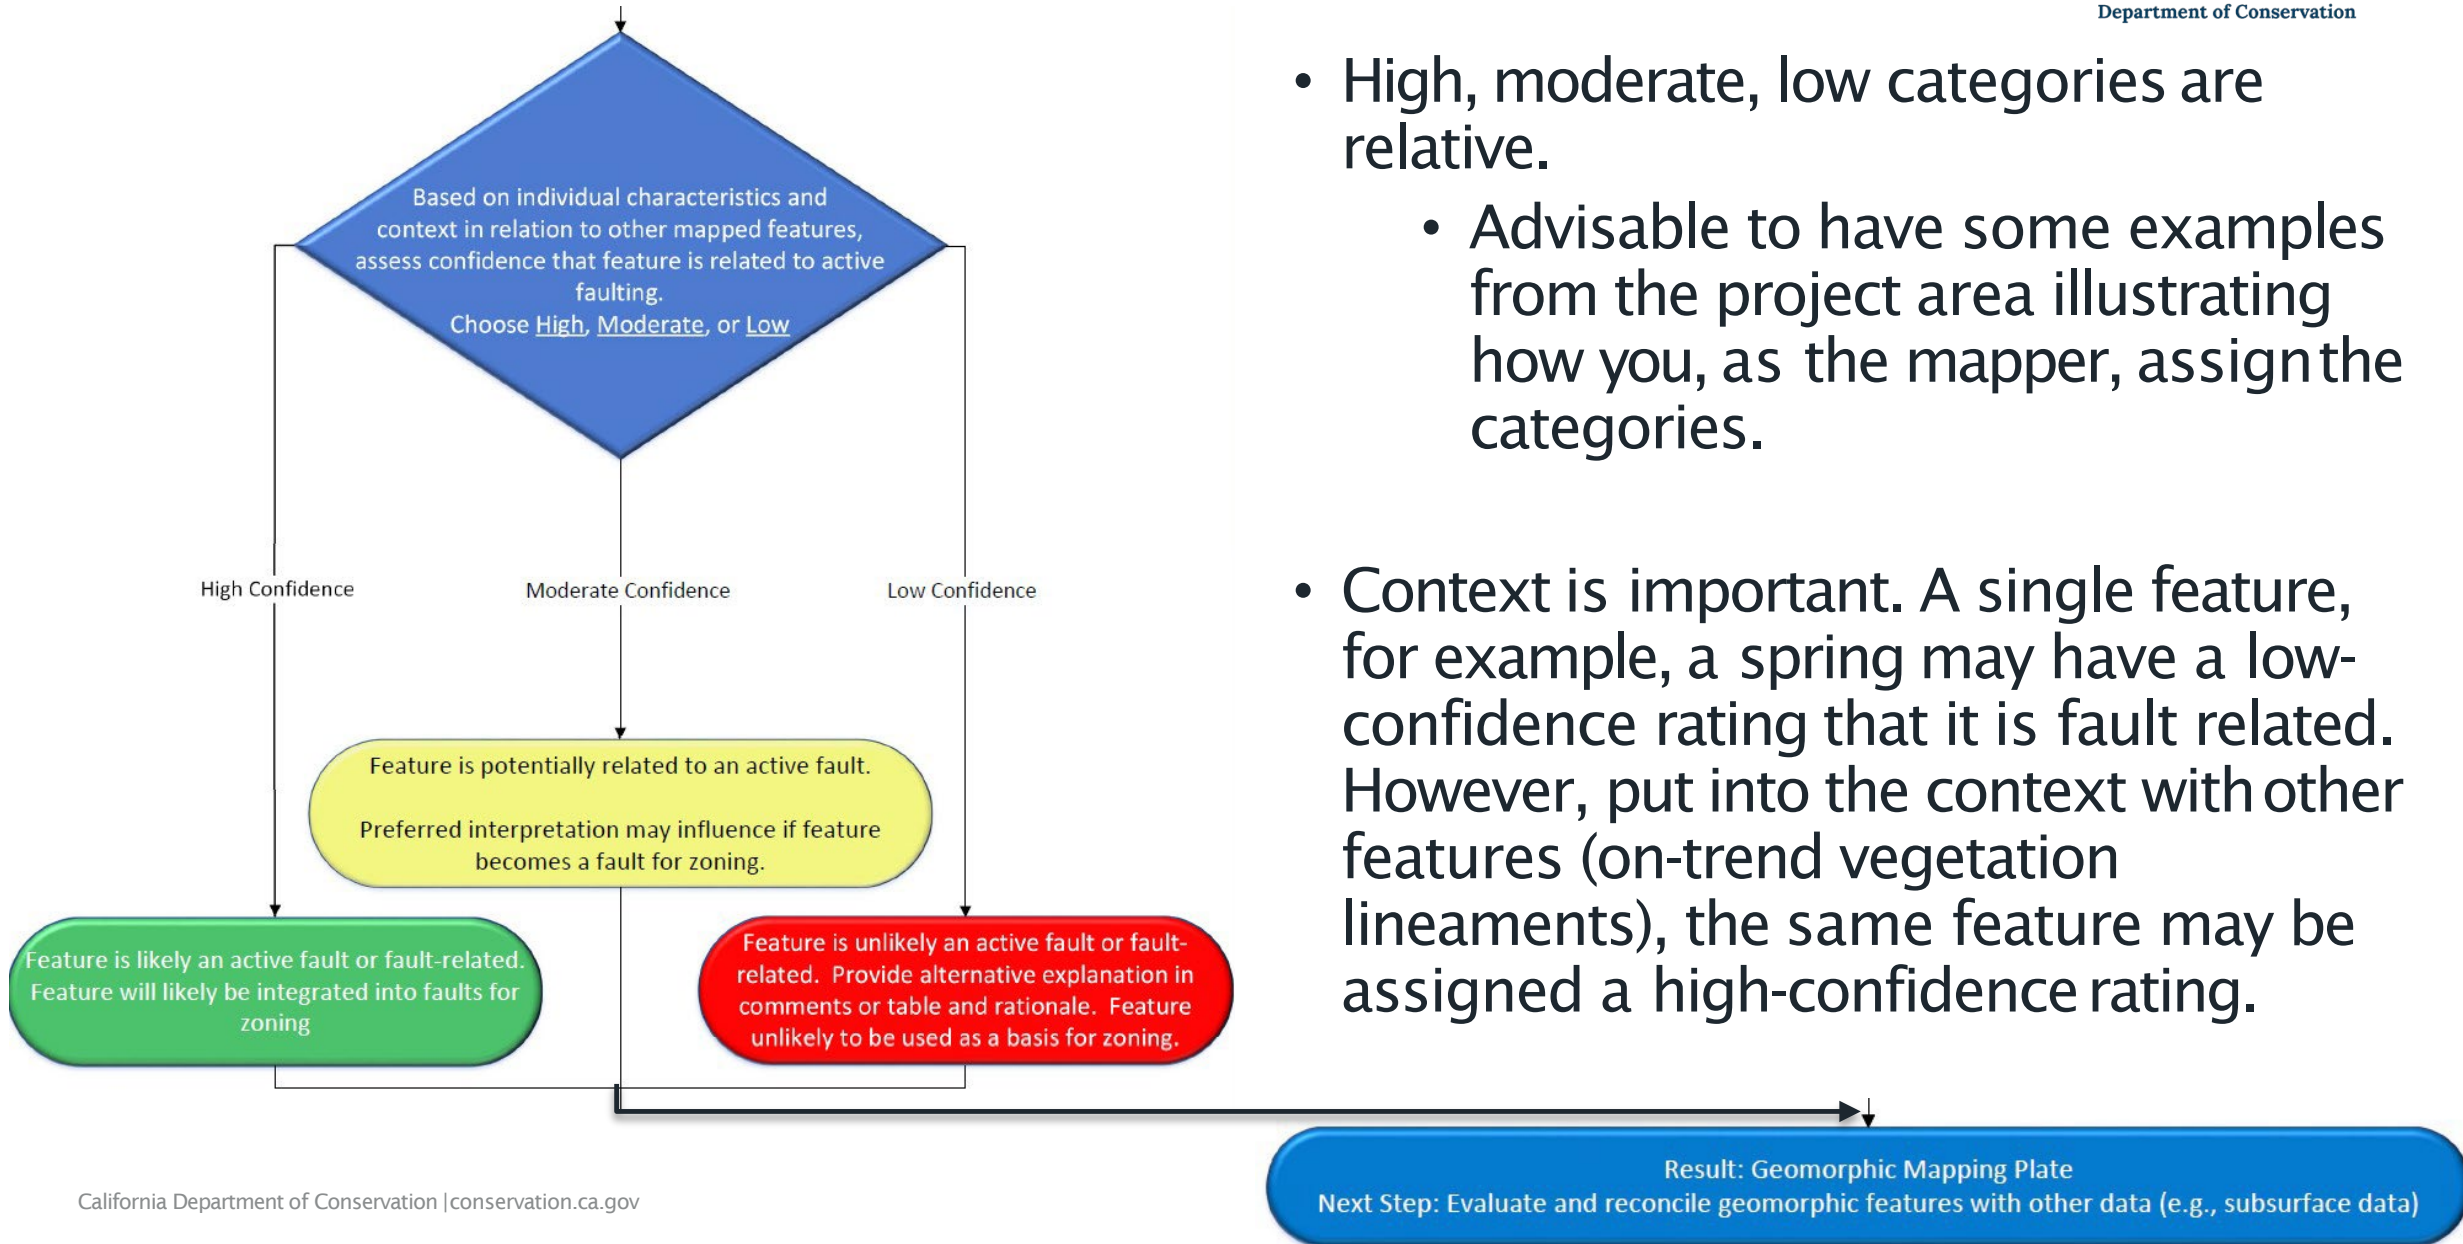 Department of Conservation
Based on individual characteristics and
context in relation to other mapped features,
assess confidence that feature is related to active
faulting.
Choose High, Moderate, or Low
High Confidence
Moderate Confidence
Low Confidence
Feature is potentially related to an active fault.
Preferred interpretation may influence if feature
becomes a fault for zoning.
Feature is likely an active fault or fault-related.
Feature will likely be integrated into faults for
zoning
Feature is unlikely an active fault or fault-
related. Provide alternative explanation in
comments or table and rationale. Feature
unlikely to be used as a basis for zoning.
• High, moderate, low categories are
relative.
• Advisable to have some examples
from the project area illustrating
how you, as the mapper, assign the
categories.
• Context is important. A single feature,
for example, a spring may have a low-
confidence rating that it is fault related.
However, put into the context with other
features (on-trend vegetation
lineaments), the same feature may be
assigned a high-confidence rating.
Result: Geomorphic Mapping Plate
Next Step: Evaluate and reconcile geomorphic features with other data (e.g., subsurface data)
California Department of Conservation | conservation.ca.gov